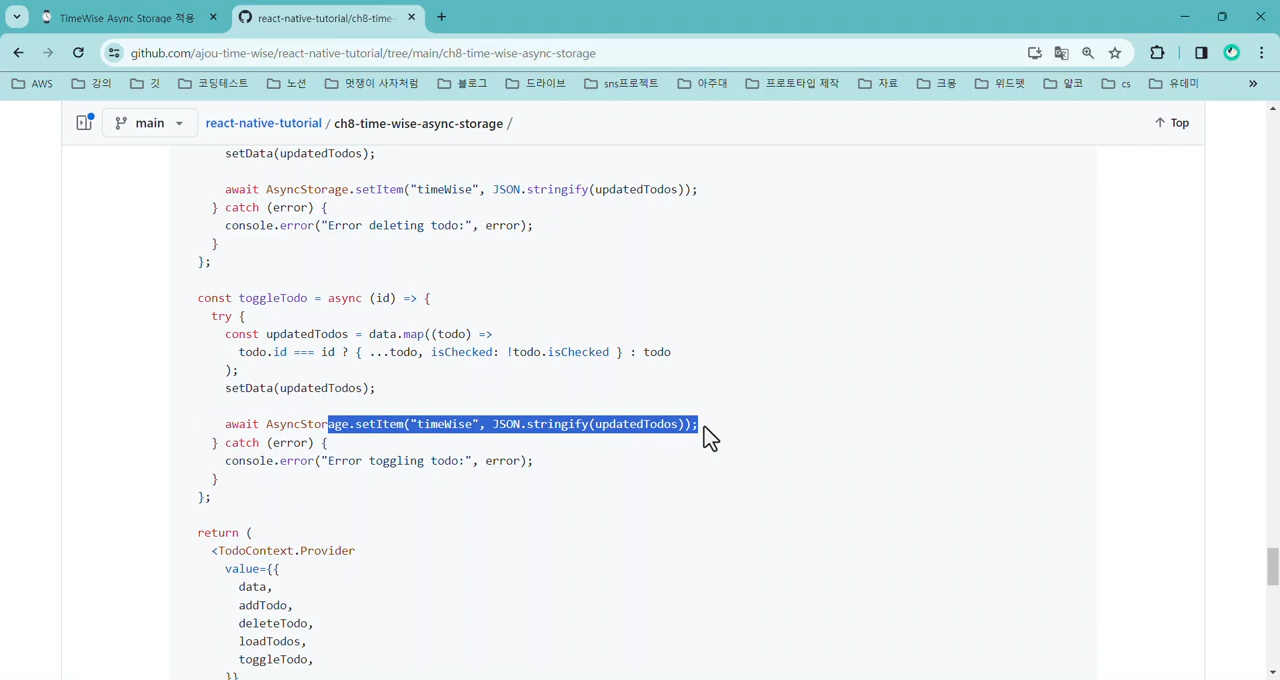 TimeWise Async Storage 적용
react-native-tutorial/ch8-time-
github.com/ajou-time-wise/react-native-tutorial/tree/main/ch8-time-wise-async-storage
AWS 강의 깃 코딩테스트 노션 멋쟁이 사자처럼 블로그 드라이브 sns프로젝트 아주대 프로토타입 제작 자료 크몽 위드펫 알코 cs 유데미 »
main react-native-tutorial / ch8-time-wise-async-storage / Top
setData(updatedTodos);
await AsyncStorage.setItem("timeWise", JSON.stringify(updatedTodos));
} catch (error) {
console.error("Error deleting todo:", error);
}
};
const toggleTodo = async (id) => {
try {
const updatedTodos = data.map((todo) =>
todo.id === id ? { ...todo, isChecked: !todo.isChecked } : todo
);
setData(updatedTodos);
await AsyncStorage.setItem("timeWise", JSON.stringify(updatedTodos));
} catch (error) {
console.error("Error toggling todo:", error);
}
};
return (
<TodoContext.Provider
value={{
data,
addTodo,
deleteTodo,
loadTodos,
toggleTodo,
}}